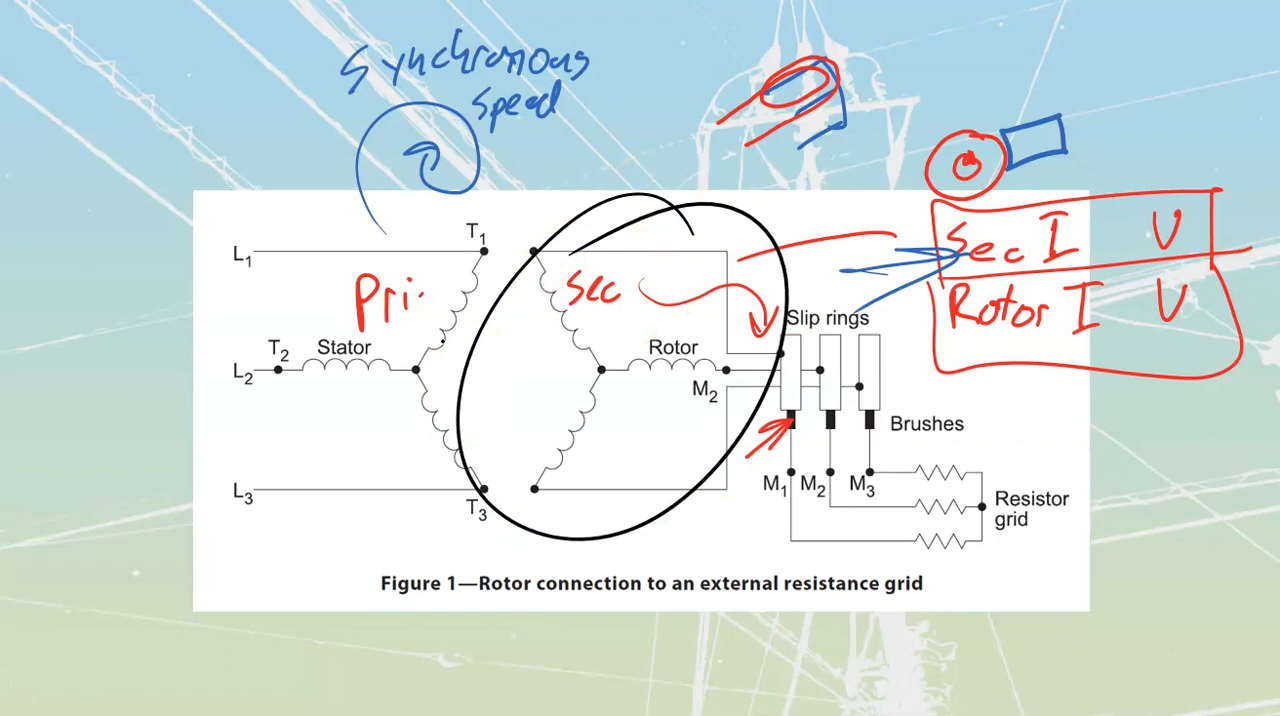 Synchronous
speed
Sec I V
Rotor I V
L1
T1
Pri.
Sec
Slip rings
L2
T2
Stator
Rotor
M2
Brushes
L3
T3
M1
M2
M3
Resistor
grid
Figure 1—Rotor connection to an external resistance grid